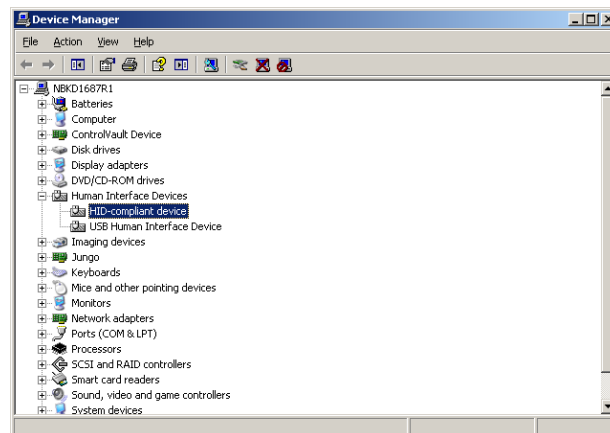 Device Manager
File Action View Help
NBKD1687R1
Batteries
Computer
ControlVault Device
Disk drives
Display adapters
DVD/CD-ROM drives
Human Interface Devices
HID-compliant device
USB Human Interface Device
Imaging devices
Jungo
Keyboards
Mice and other pointing devices
Monitors
Network adapters
Ports (COM & LPT)
Processors
SCSI and RAID controllers
Smart card readers
Sound, video and game controllers
System devices